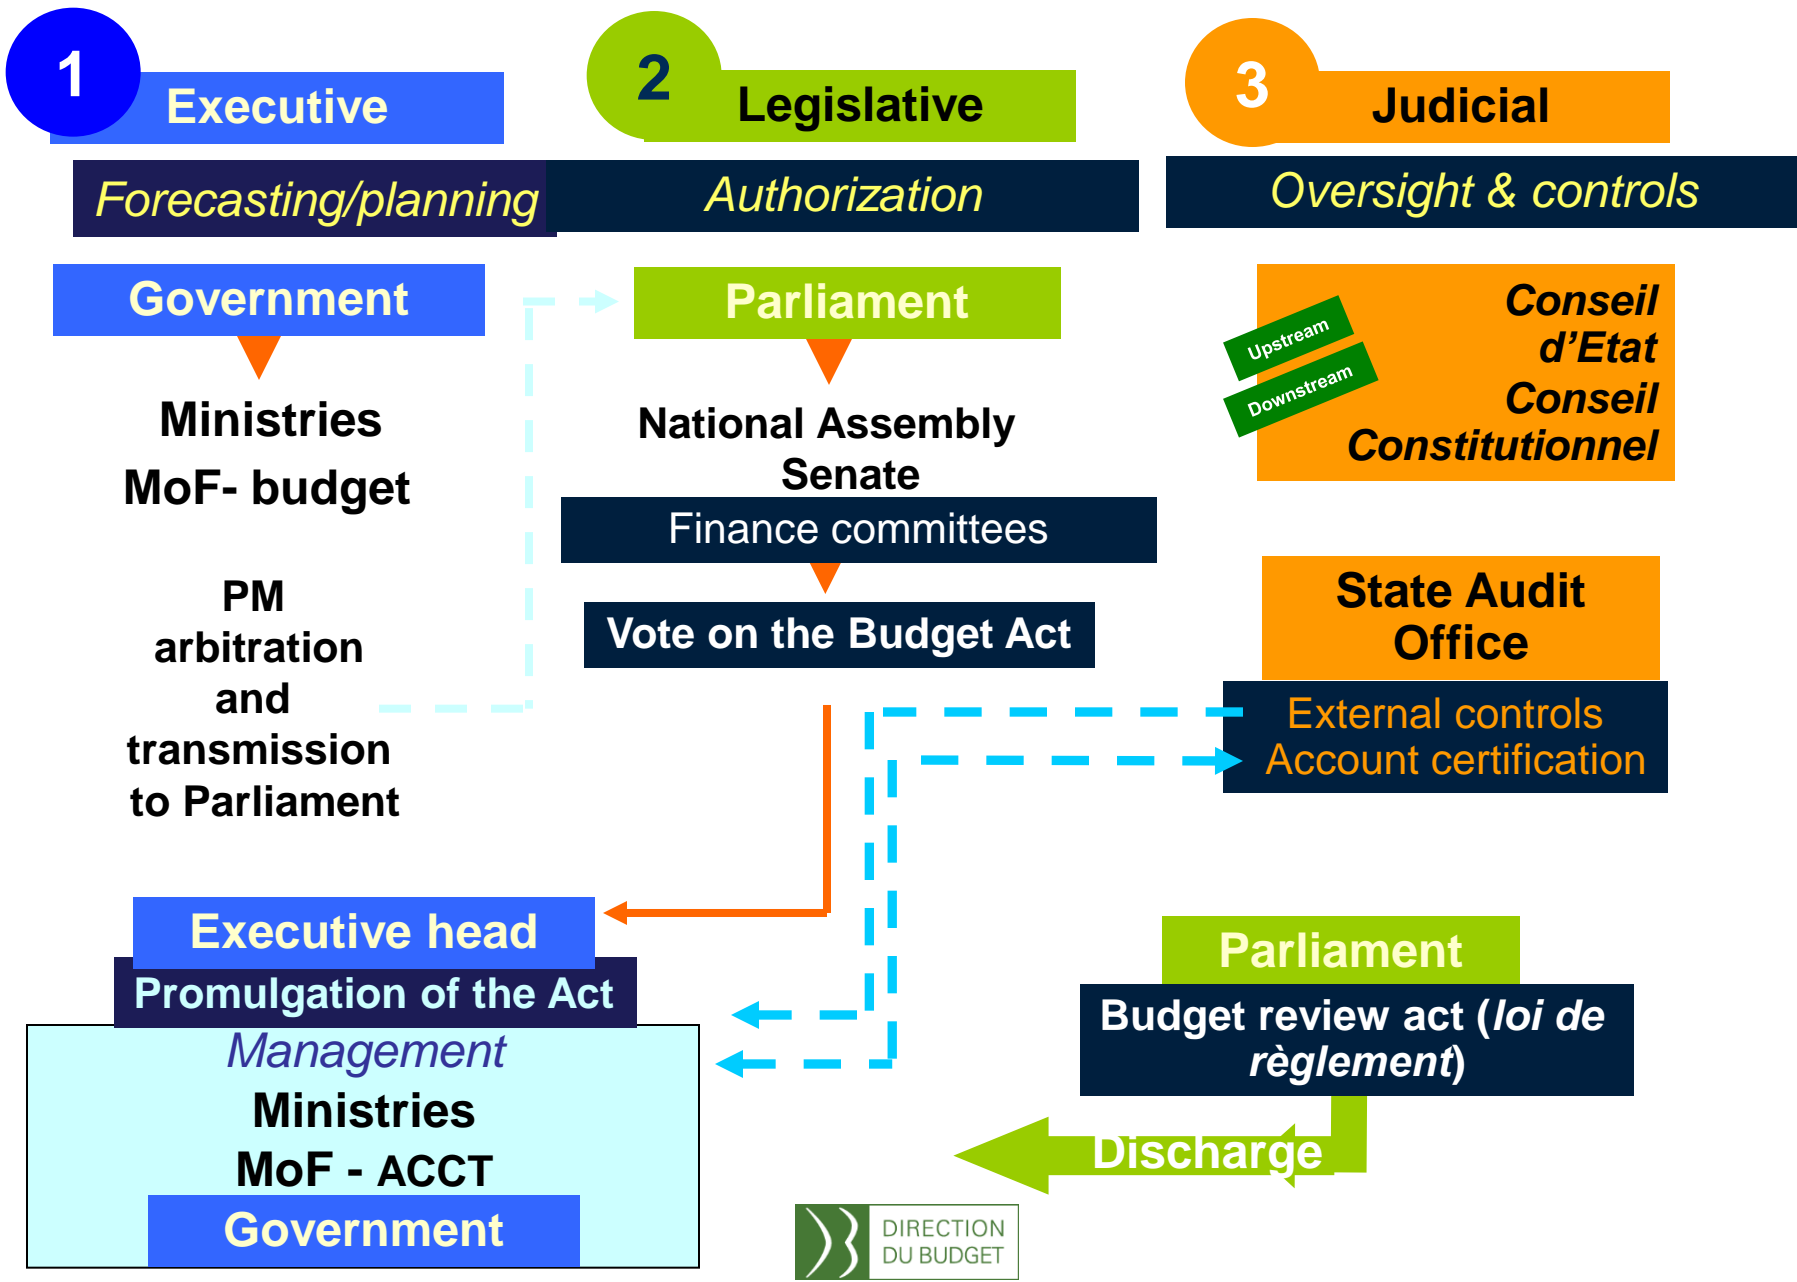 1
Executive
Forecasting/planning
Government
Ministries
MoF- budget
PM
arbitration
and
transmission
to Parliament
2
Legislative
Authorization
Parliament
National Assembly
Senate
Finance committees
Vote on the Budget Act
3
Judicial
Oversight & controls
Upstream
Downstream
Conseil
d’Etat
Conseil
Constitutionnel
State Audit
Office
External controls
Account certification
Executive head
Promulgation of the Act
Management
Ministries
MoF - ACCT
Government
Parliament
Budget review act (loi de
règlement)
Discharge
DIRECTION
DU BUDGET